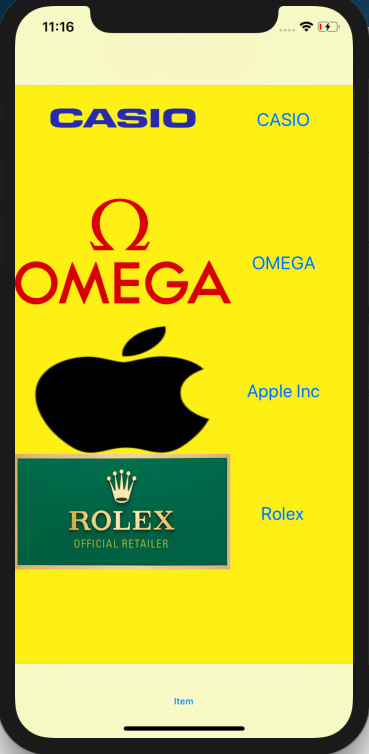 11:16
CASIO CASIO
Ω
OMEGA OMEGA
Apple Inc
ROLEX Rolex
OFFICIAL RETAILER
Item